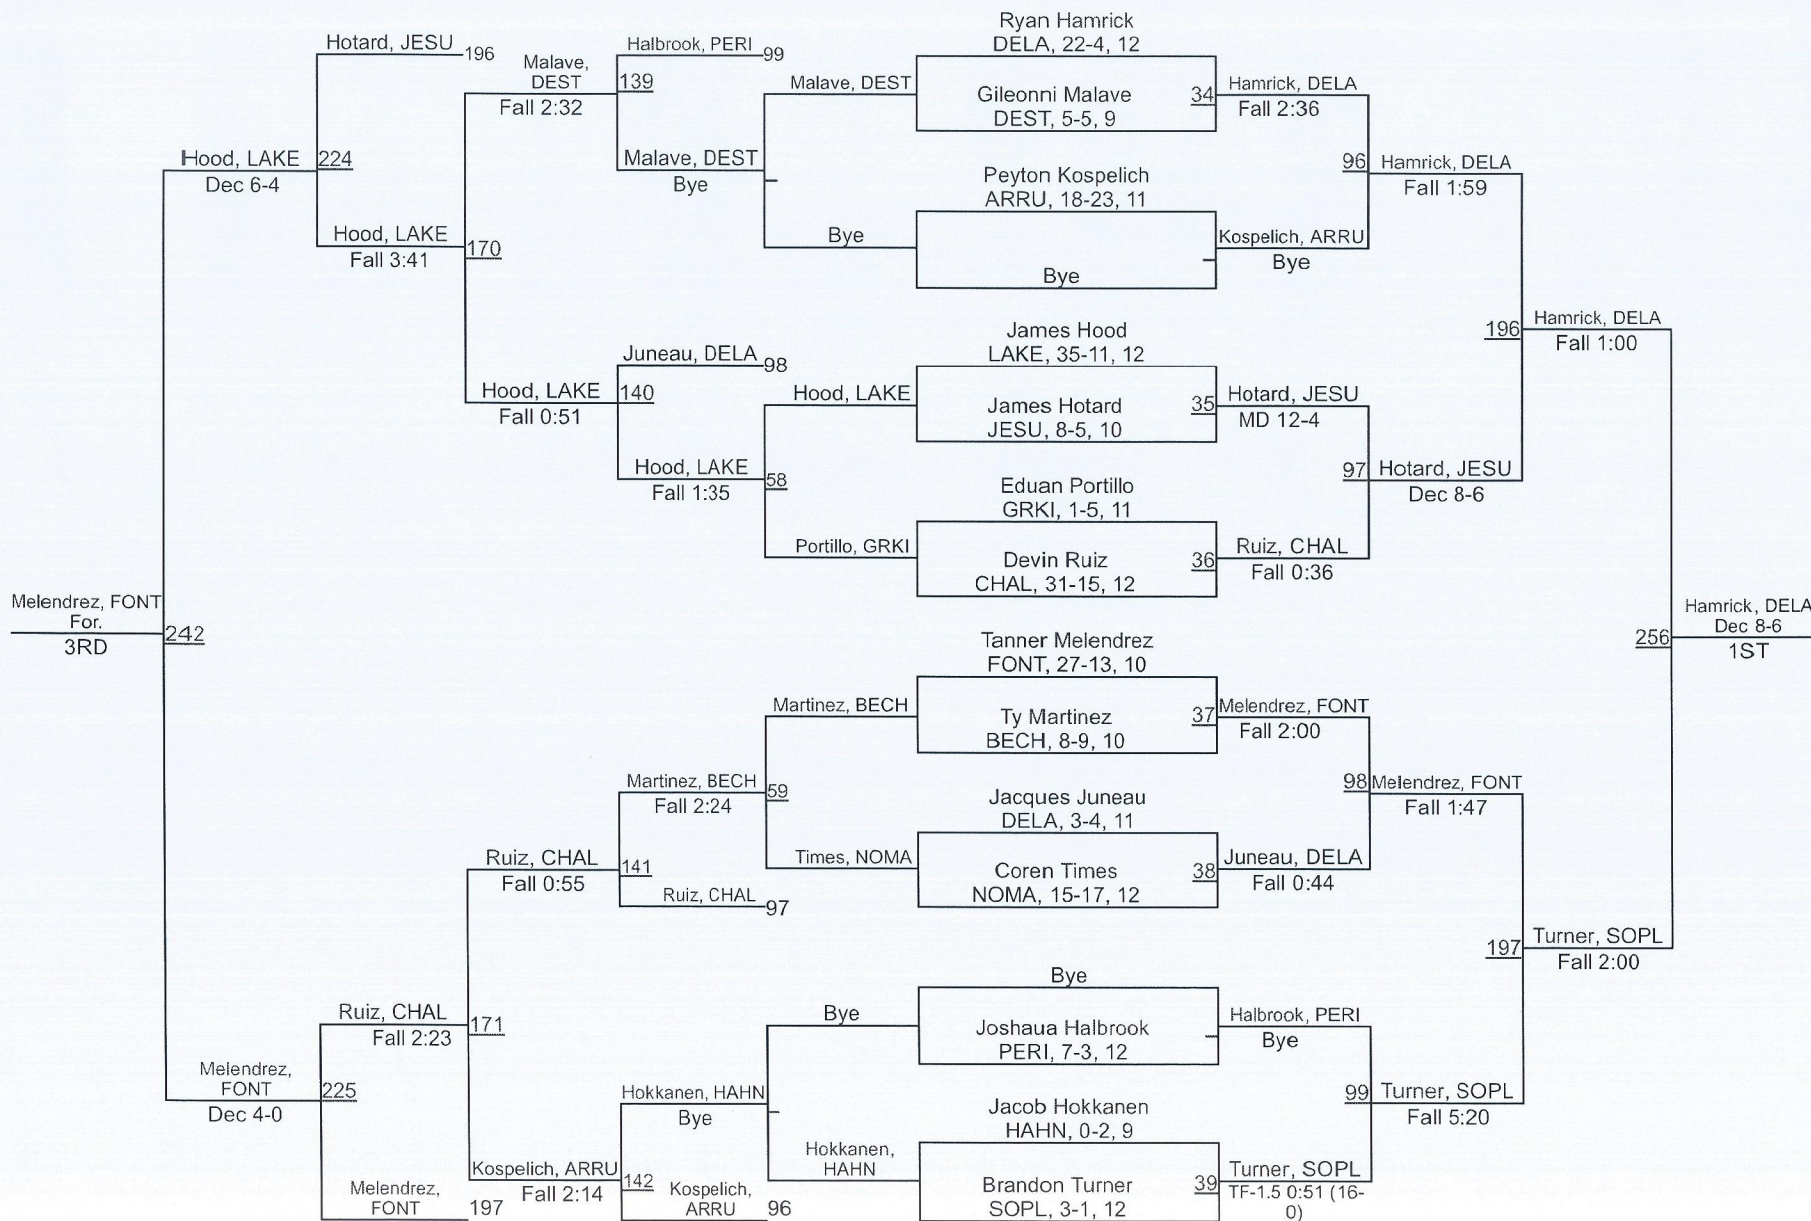 Ryan Hamrick
DELA, 22-4, 12
Gileonni Malave
DEST, 5-5, 9
34
Peyton Kospelich
ARRU, 18-23, 11
Bye
James Hood
LAKE, 35-11, 12
James Hotard
JESU, 8-5, 10
35
Eduan Portillo
GRKI, 1-5, 11
Devin Ruiz
CHAL, 31-15, 12
36
Tanner Melendrez
FONT, 27-13, 10
Ty Martinez
BECH, 8-9, 10
37
Jacques Juneau
DELA, 3-4, 11
Coren Times
NOMA, 15-17, 12
38
Bye
Joshaua Halbrook
PERI, 7-3, 12
Jacob Hokkanen
HAHN, 0-2, 9
Brandon Turner
SOPL, 3-1, 12
39
Hamrick, DELA
Fall 2:36
Kospelich, ARRU
Bye
Hotard, JESU
MD 12-4
Ruiz, CHAL
Fall 0:36
Melendrez, FONT
Fall 2:00
Juneau, DELA
Fall 0:44
Halbrook, PERI
Bye
Turner, SOPL
TF-1.5 0:51 (16-
0)
96
Hamrick, DELA
Fall 1:59
97
Hotard, JESU
Dec 8-6
98
Melendrez, FONT
Fall 1:47
99
Turner, SOPL
Fall 5:20
196
Hamrick, DELA
Fall 1:00
197
Turner, SOPL
Fall 2:00
256
Hamrick, DELA
Dec 8-6
1ST
Malave, DEST
Bye
Hood, LAKE
Portillo, GRKI
Martinez, BECH
Times, NOMA
Bye
Hokkanen,
HAHN
Halbrook, PERI
99
Malave, DEST
Bye
Juneau, DELA
98
Hood, LAKE
Fall 1:35
58
Martinez, BECH
Fall 2:24
59
Ruiz, CHAL
97
Hokkanen, HAHN
Bye
Kospelich,
ARRU
96
Malave,
DEST
Fall 2:32
139
Hood, LAKE
Fall 0:51
140
Ruiz, CHAL
Fall 0:55
141
Kospelich, ARRU
Fall 2:14
142
Hotard, JESU
196
Hood, LAKE
Fall 3:41
170
Ruiz, CHAL
Fall 2:23
171
Melendrez,
FONT
197
Hood, LAKE
Dec 6-4
224
Melendrez,
FONT
Dec 4-0
225
Melendrez, FONT
For.
3RD
242